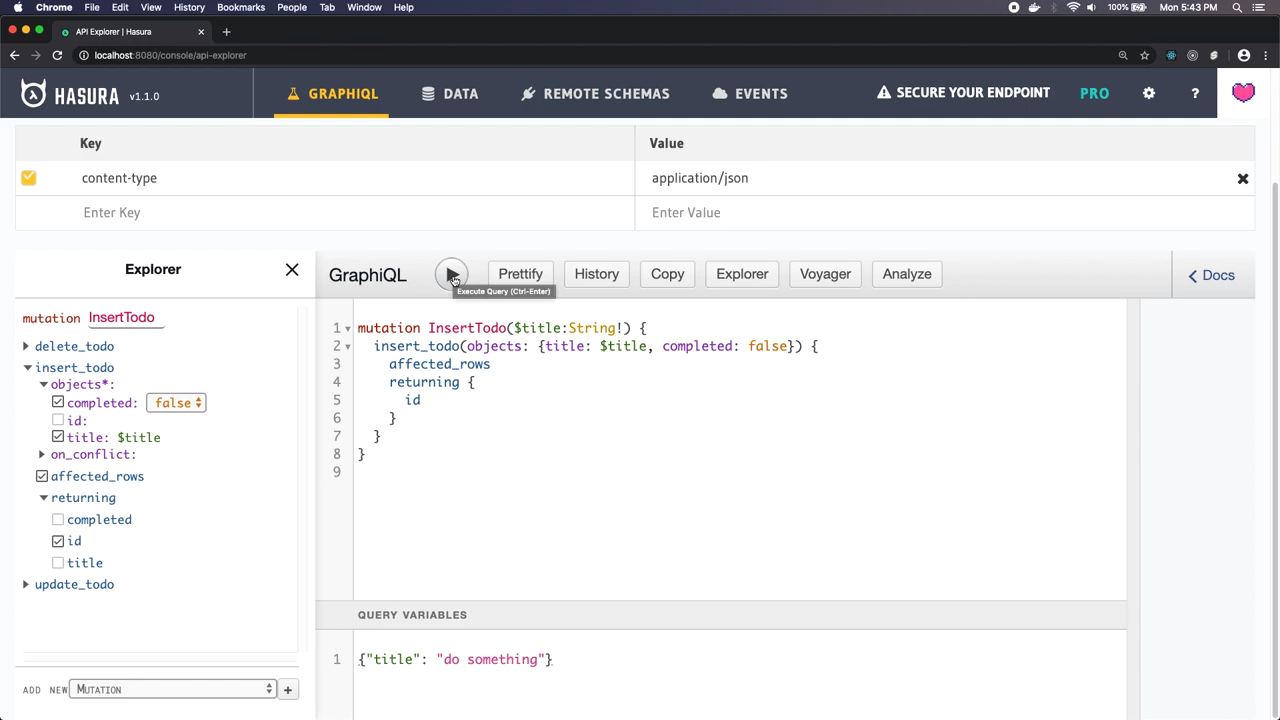 Chrome File Edit View History Bookmarks People Tab Window Help 100% Mon 5:43 PM
API Explorer | Hasura
localhost:8080/console/api-explorer
HASURA v1.1.0 GRAPHIQL DATA REMOTE SCHEMAS EVENTS SECURE YOUR ENDPOINT PRO ?
Key Value
content-type application/json
Enter Key Enter Value
Explorer
GraphiQL Prettify History Copy Explorer Voyager Analyze Docs
Execute Query (Ctrl-Enter)
mutation InsertTodo
delete_todo
insert_todo
objects*:
completed: false
id:
title: $title
on_conflict:
affected_rows
returning
completed
id
title
update_todo
ADD NEW MUTATION +
1 mutation InsertTodo($title:String!) {
2 insert_todo(objects: {title: $title, completed: false}) {
3 affected_rows
4 returning {
5 id
6 }
7 }
8 }
9
QUERY VARIABLES
1 {"title": "do something"}